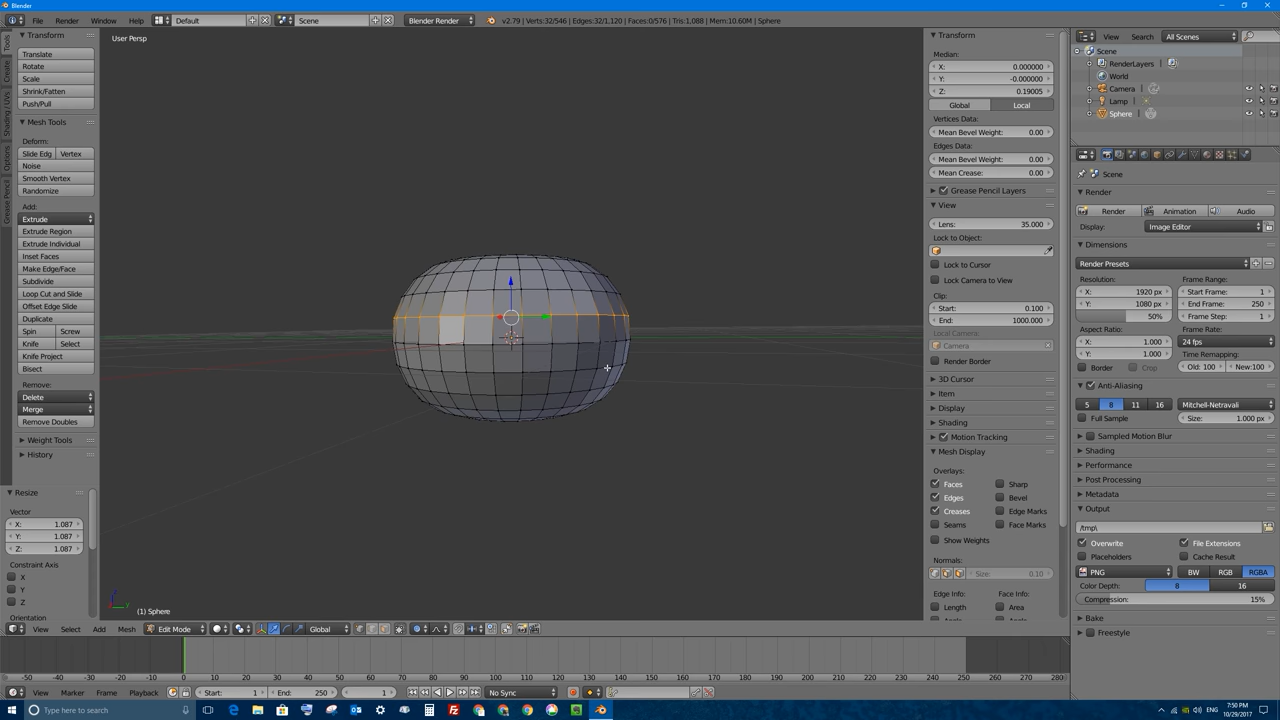 Blender
File Render Window Help Default Scene Blender Render v2.79 | Verts:32/546 | Edges:32/1,120 | Faces:0/576 | Tris:1,088 | Mem:10.60M | Sphere
Tools
Create
Shading / UVs
Options
Grease Pencil
Transform
Translate
Rotate
Scale
Shrink/Fatten
Push/Pull
Mesh Tools
Deform:
Slide Edg Vertex
Noise
Smooth Vertex
Randomize
Add:
Extrude
Extrude Region
Extrude Individual
Inset Faces
Make Edge/Face
Subdivide
Loop Cut and Slide
Offset Edge Slide
Duplicate
Spin Screw
Knife Select
Knife Project
Bisect
Remove:
Delete
Merge
Remove Doubles
Weight Tools
History
Resize
Vector
X: 1.087
Y: 1.087
Z: 1.087
Constraint Axis
X
Y
Z
Orientation
User Persp
(1) Sphere
Transform
Median:
X: 0.000000
Y: -0.000000
Z: 0.19005
Global Local
Vertices Data:
Mean Bevel Weight: 0.00
Edges Data:
Mean Bevel Weight: 0.00
Mean Crease: 0.00
Grease Pencil Layers
View
Lens: 35.000
Lock to Object:
Lock to Cursor
Lock Camera to View
Clip:
Start: 0.100
End: 1000.000
Local Camera:
Camera
Render Border
3D Cursor
Item
Display
Shading
Motion Tracking
Mesh Display
Overlays:
Faces Sharp
Edges Bevel
Creases Edge Marks
Seams Face Marks
Show Weights
Normals:
Size: 0.10
Edge Info: Face Info:
Length Area
View Search All Scenes
Scene
RenderLayers
World
Camera
Lamp
Sphere
Scene
Render
Render Animation Audio
Display: Image Editor
Dimensions
Render Presets
Resolution: Frame Range:
X: 1920 px Start Frame: 1
Y: 1080 px End Frame: 250
50% Frame Step: 1
Aspect Ratio: Frame Rate:
X: 1.000 24 fps
Y: 1.000 Time Remapping:
Border Crop Old: 100 New:100
Anti-Aliasing
5 8 11 16 Mitchell-Netravali
Full Sample Size: 1.000 px
Sampled Motion Blur
Shading
Performance
Post Processing
Metadata
Output
/tmp\
Overwrite File Extensions
Placeholders Cache Result
PNG BW RGB RGBA
Color Depth: 8 16
Compression: 15%
Bake
Freestyle
View Select Add Mesh Edit Mode Global
-50 -40 -30 -20 -10 0 10 20 30 40 50 60 70 80 90 100 110 120 130 140 150 160 170 180 190 200 210 220 230 240 250 260 270 280
View Marker Frame Playback Start: 1 End: 250 1 No Sync
Type here to search
7:50 PM
10/29/2017